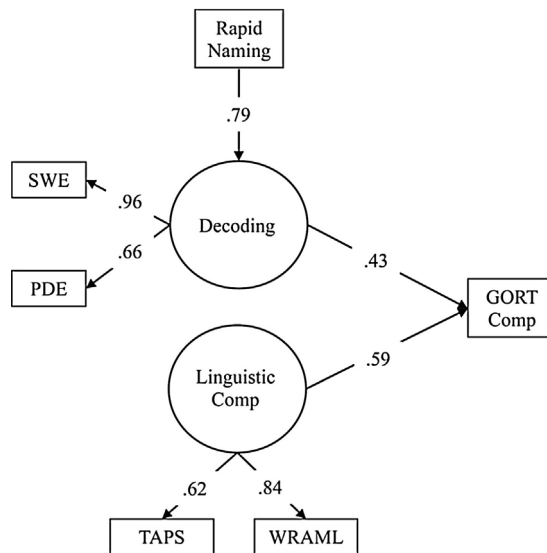 Rapid
Naming
.79
SWE
.96
Decoding
.66
PDE
.43
GORT
Comp
.59
Linguistic
Comp
.62
.84
TAPS
WRAML